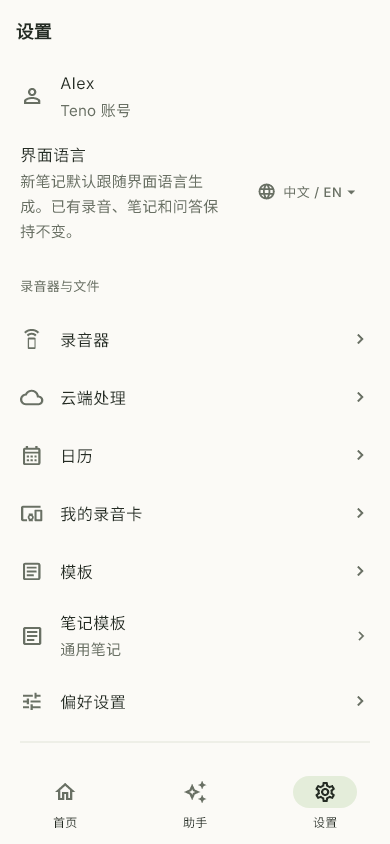 设置
Alex
Teno 账号
界面语言
新笔记默认跟随界面语言生
成。已有录音、笔记和问答保
持不变。
中文 / EN
录音器与文件
录音器
云端处理
日历
我的录音卡
模板
笔记模板
通用笔记
偏好设置
首页
助手
设置